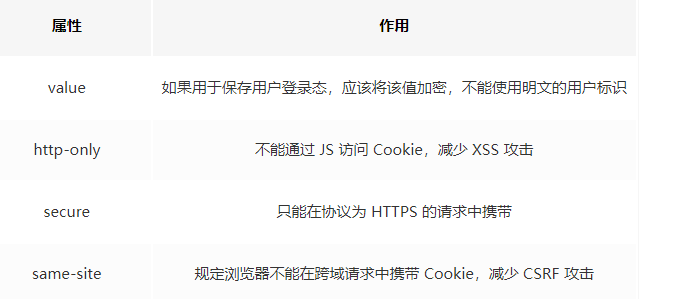 属性 作用
value 如果用于保存用户登录态，应该将该值加密，不能使用明文的用户标识
http-only 不能通过 JS 访问 Cookie，减少 XSS 攻击
secure 只能在协议为 HTTPS 的请求中携带
same-site 规定浏览器不能在跨域请求中携带 Cookie，减少 CSRF 攻击